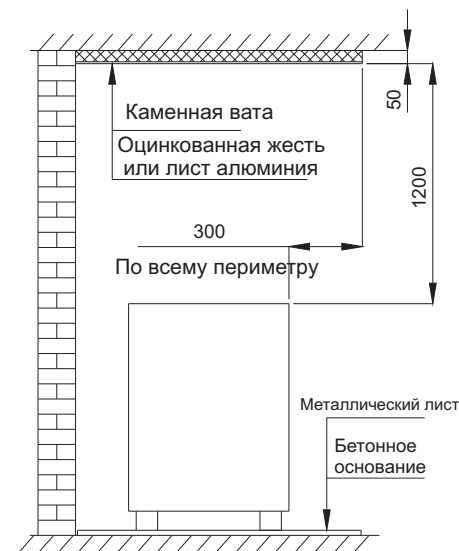 50
Каменная вата
Оцинкованная жесть
или лист алюминия
1200
300
По всему периметру
Металлический лист
Бетонное
основание